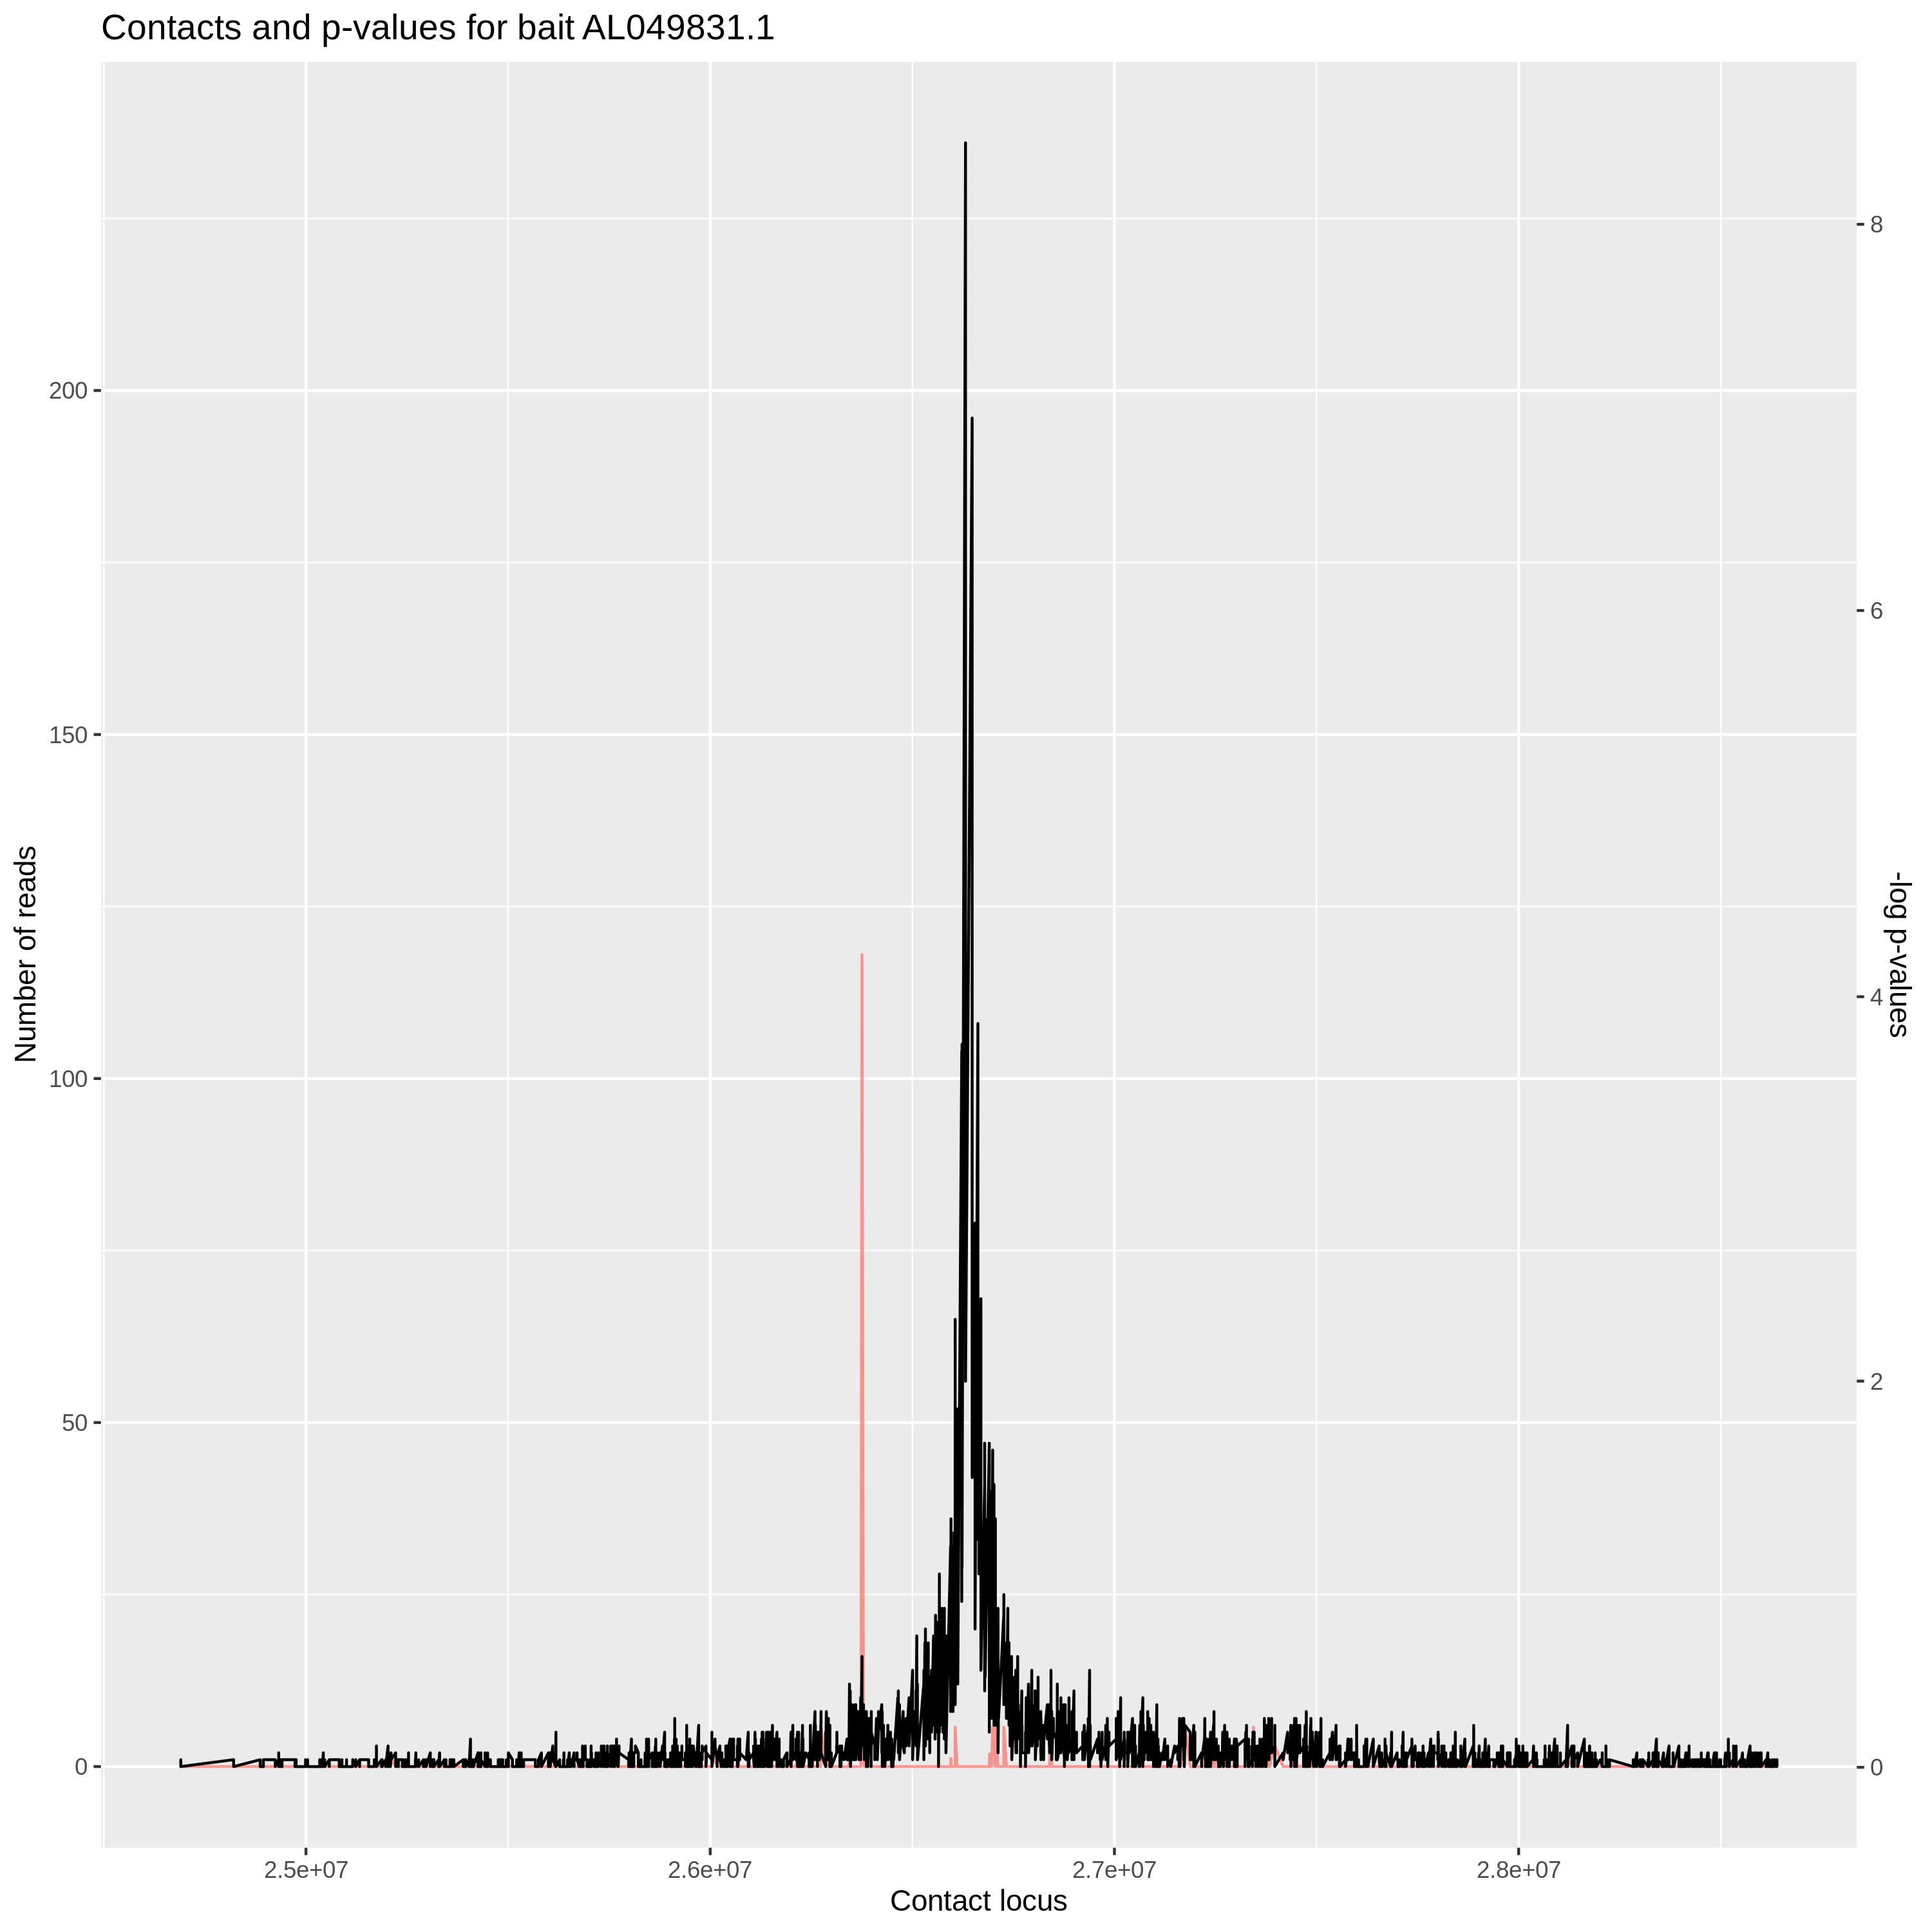 Contacts and p-values for bait AL049831.1
8
200
6
150
Number of reads
-log p-values
4
100
2
50
0
0
2.5e+07
2.6e+07
2.7e+07
2.8e+07
Contact locus